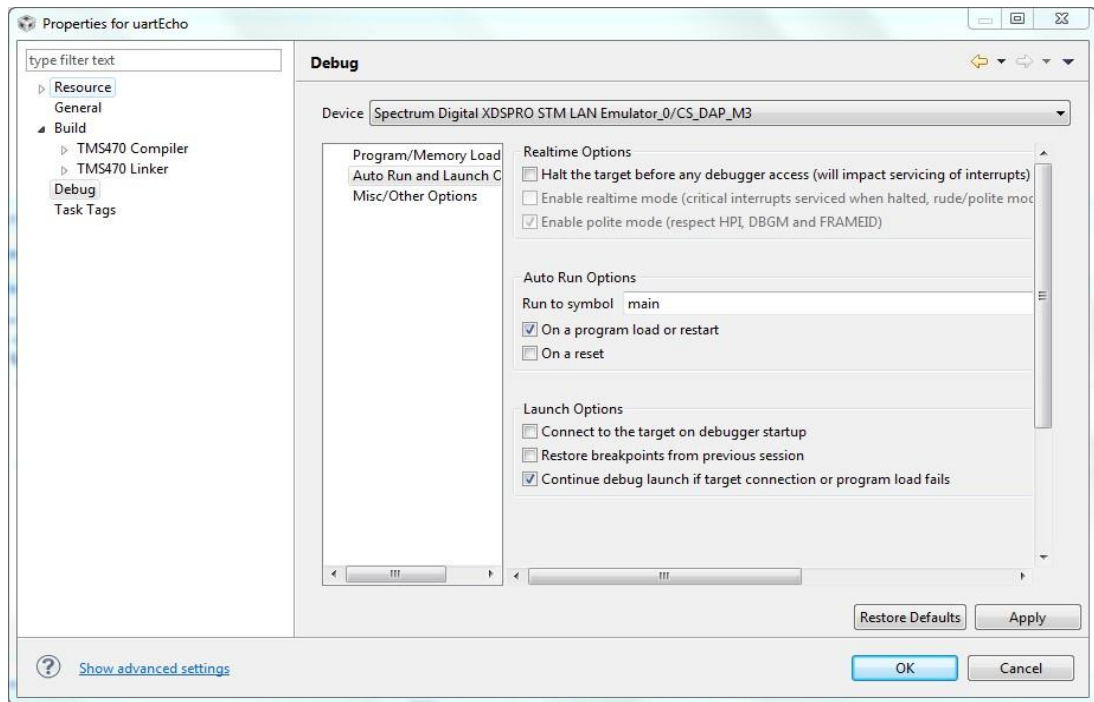 Properties for uartEcho
type filter text
Resource
General
Build
TMS470 Compiler
TMS470 Linker
Debug
Task Tags
Debug
Device Spectrum Digital XDSPRO STM LAN Emulator_0/CS_DAP_M3
Program/Memory Load
Auto Run and Launch O
Misc/Other Options
Realtime Options
Halt the target before any debugger access (will impact servicing of interrupts)
Enable realtime mode (critical interrupts serviced when halted, rude/polite moc
Enable polite mode (respect HPI, DBGM and FRAMEID)
Auto Run Options
Run to symbol main
On a program load or restart
On a reset
Launch Options
Connect to the target on debugger startup
Restore breakpoints from previous session
Continue debug launch if target connection or program load fails
Restore Defaults Apply
? Show advanced settings
OK Cancel